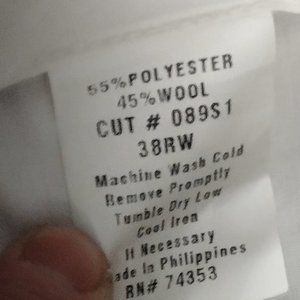 55%POLYESTER
45%WOOL
CUT # 089S1
38RW
Machine Wash Cold
Remove Promptly
Tumble Dry Low
Cool Iron
If Necessary
ade In Philippines
RN# 74353